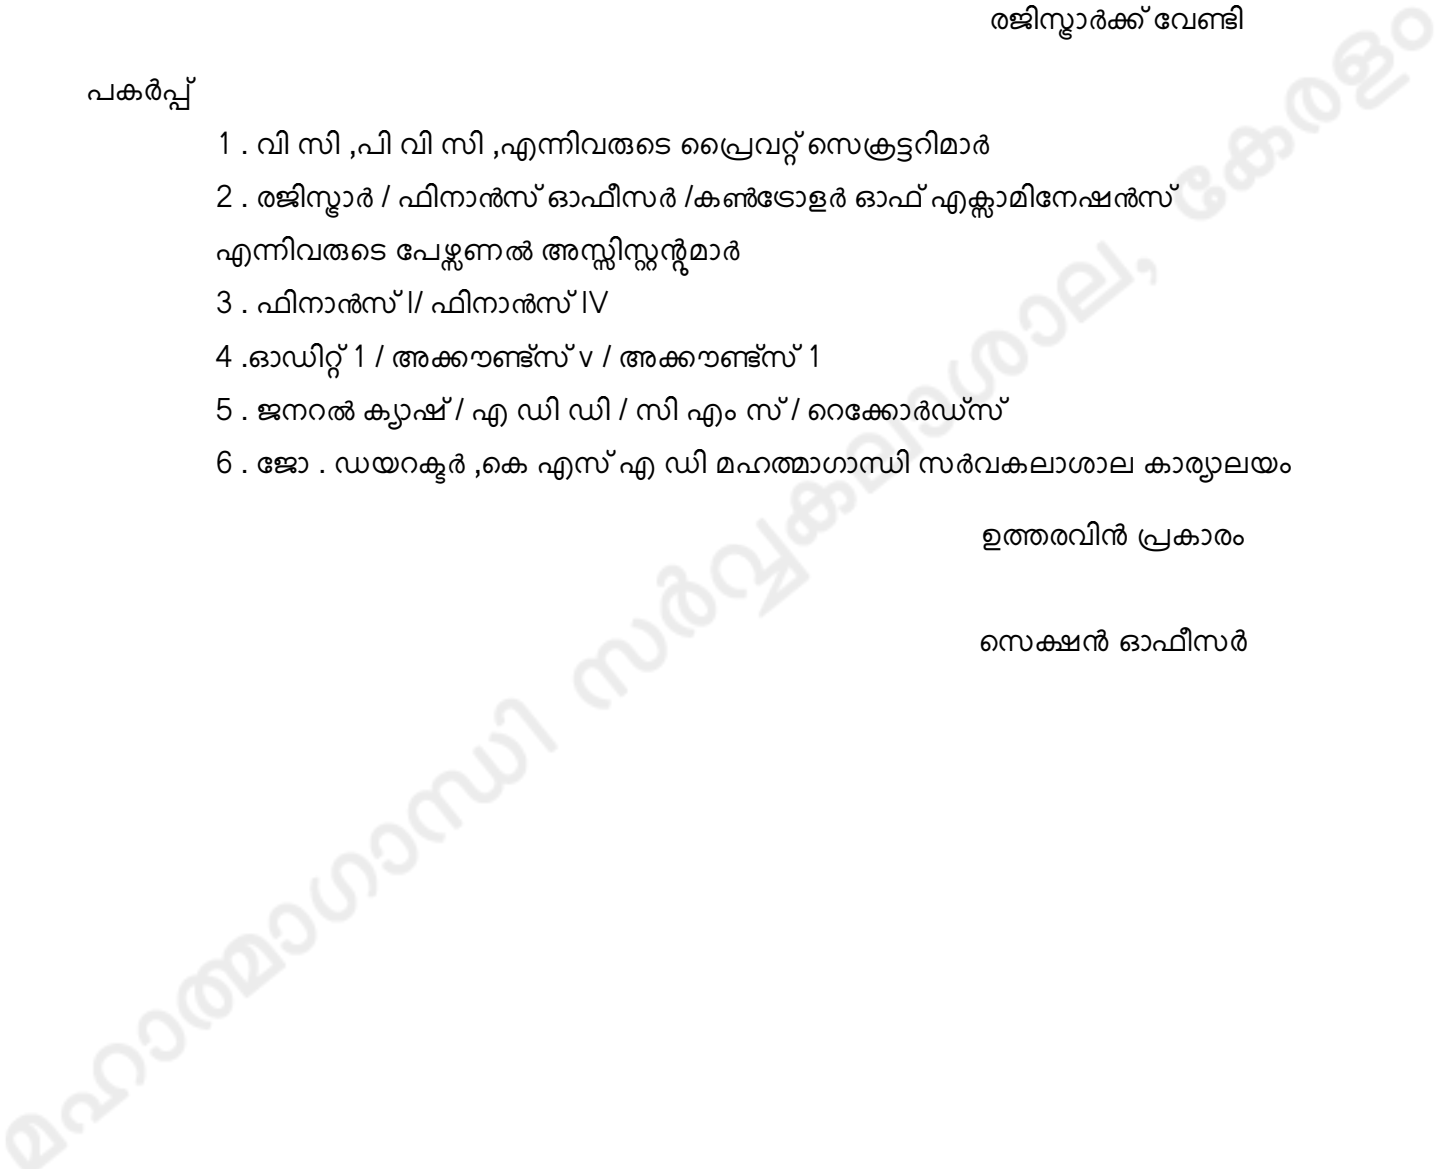 രജിസ്ട്രാർക്ക് വേണ്ടി
പകർപ്പ്
1 . വി സി ,പി വി സി ,എന്നിവരുടെ പ്രൈവറ്റ് സെക്രട്ടറിമാർ
2 . രജിസ്ട്രാർ / ഫിനാൻസ് ഓഫീസർ /കൺട്രോളർ ഓഫ് എക്സാമിനേഷൻസ്
എന്നിവരുടെ പേഴ്സണൽ അസ്സിസ്റ്റന്റുമാർ
3 . ഫിനാൻസ് I/ ഫിനാൻസ് IV
4 .ഓഡിറ്റ് 1 / അക്കൗണ്ട്സ് v / അക്കൗണ്ട്സ് 1
5 . ജനറൽ ക്യാഷ് / എ ഡി ഡി / സി എം സ് / റെക്കോർഡ്സ്
6 . ജോ . ഡയറക്ടർ ,കെ എസ് എ ഡി മഹത്മാഗാന്ധി സർവകലാശാല കാര്യാലയം
ഉത്തരവിൻ പ്രകാരം
സെക്ഷൻ ഓഫീസർ
മഹാത്മാഗാന്ധി സർവ്വകലാശാല, കേരളം